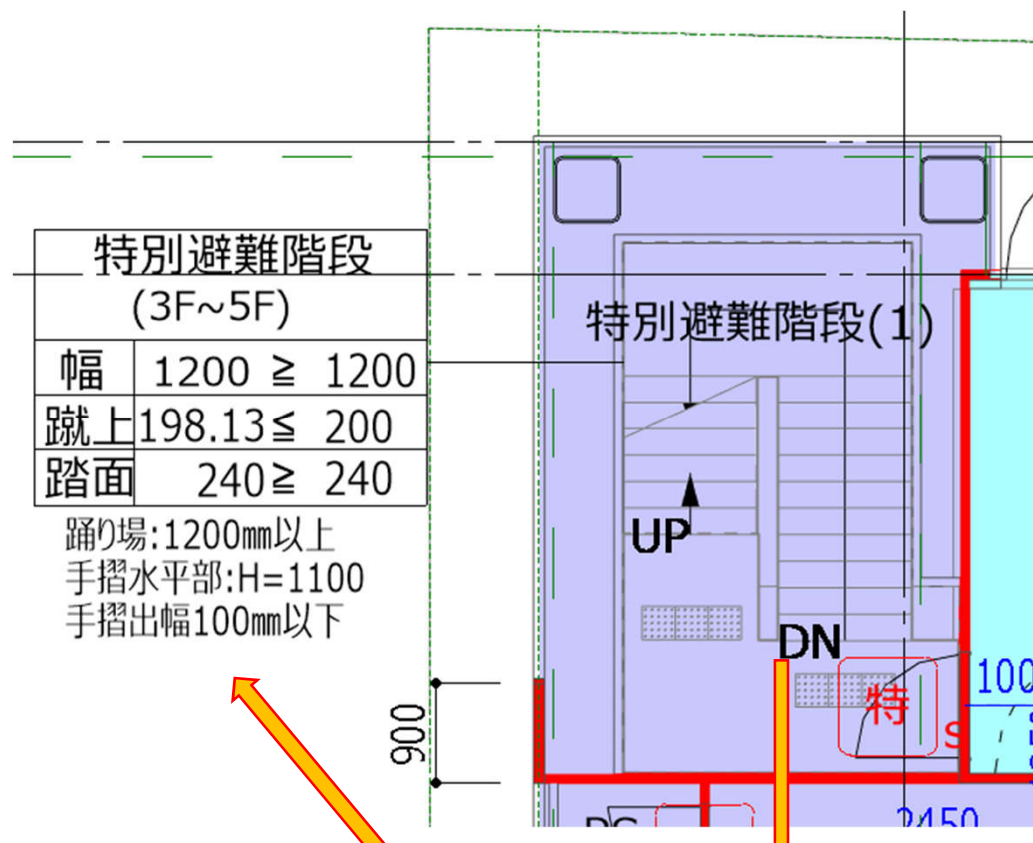 特別避難階段
(3F~5F)
幅 1200 ≧ 1200
蹴上 198.13≦ 200
踏面 240≧ 240
踊り場:1200㎜以上
手摺水平部:H=1100
手摺出幅100㎜以下
特別避難階段(1)
UP
DN
特
S
100
900
2450